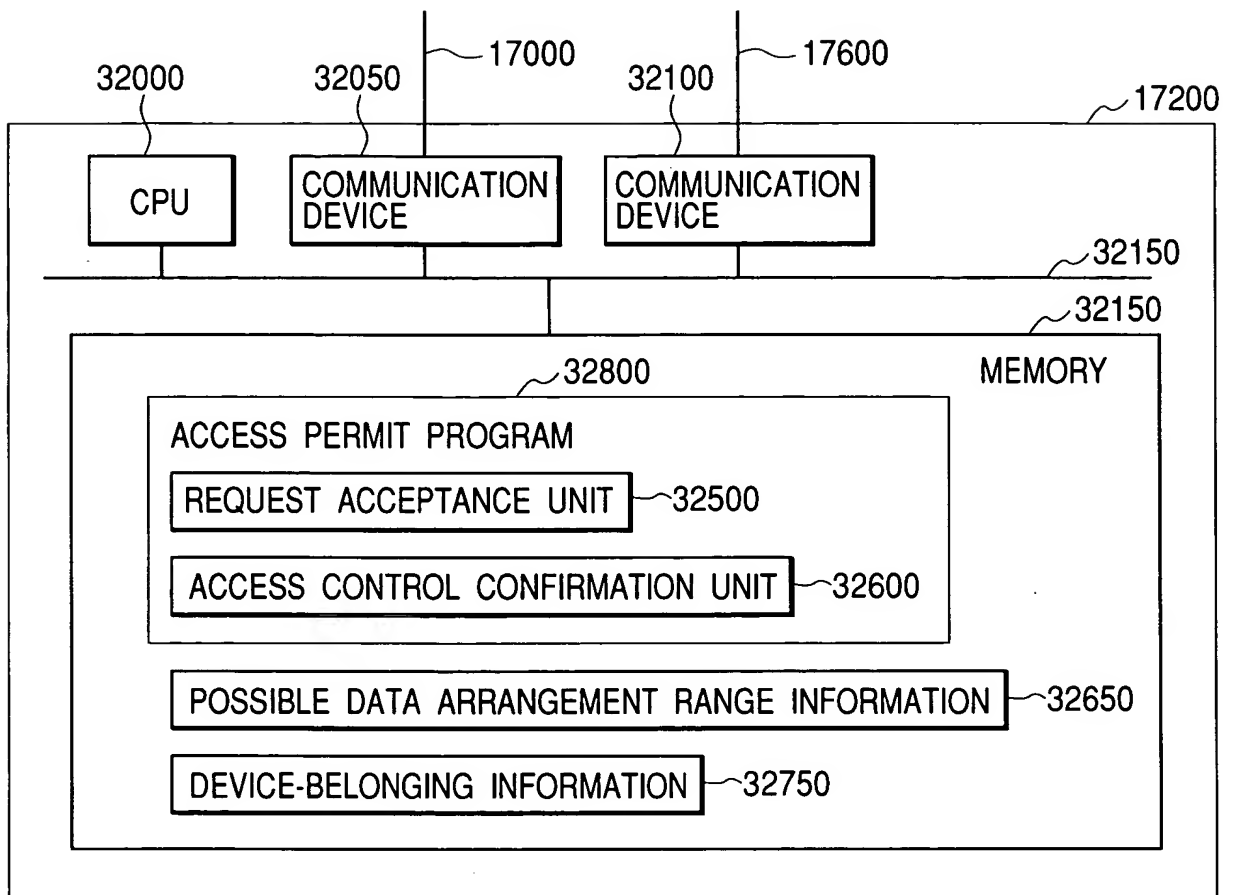 17000
17600
32000
32050
32100
17200
CPU
COMMUNICATION
DEVICE
COMMUNICATION
DEVICE
32150
32150
MEMORY
32800
ACCESS PERMIT PROGRAM
REQUEST ACCEPTANCE UNIT
32500
ACCESS CONTROL CONFIRMATION UNIT
32600
POSSIBLE DATA ARRANGEMENT RANGE INFORMATION
32650
DEVICE-BELONGING INFORMATION
32750